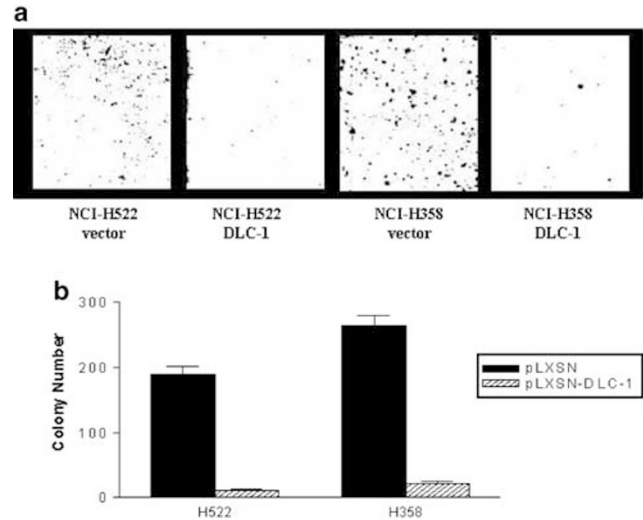 a
NCI-H522 vector
NCI-H522 DLC-1
NCI-H358 vector
NCI-H358 DLC-1
b
Colony Number
300
200
100
0
H522
H358
pLXSN
pLXSN-DLC-1